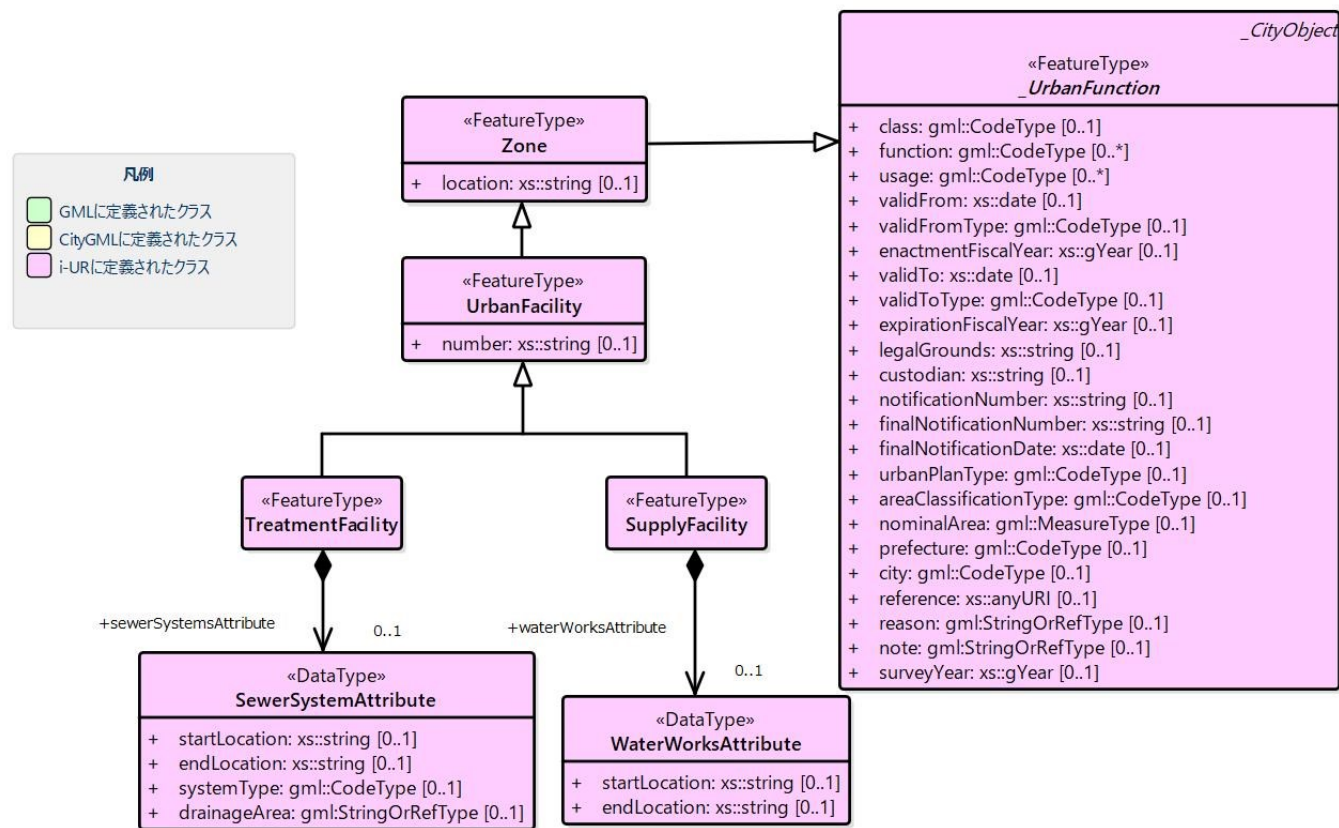 凡例
GMLに定義されたクラス
CityGMLに定義されたクラス
i-URに定義されたクラス
_CityObject
«FeatureType»
_UrbanFunction
+ class: gml::CodeType [0..1]
+ function: gml::CodeType [0..*]
+ usage: gml::CodeType [0..*]
+ validFrom: xs::date [0..1]
+ validFromType: gml::CodeType [0..1]
+ enactmentFiscalYear: xs::gYear [0..1]
+ validTo: xs::date [0..1]
+ validToType: gml::CodeType [0..1]
+ expirationFiscalYear: xs::gYear [0..1]
+ legalGrounds: xs::string [0..1]
+ custodian: xs::string [0..1]
+ notificationNumber: xs::string [0..1]
+ finalNotificationNumber: xs::string [0..1]
+ finalNotificationDate: xs::date [0..1]
+ urbanPlanType: gml::CodeType [0..1]
+ areaClassificationType: gml::CodeType [0..1]
+ nominalArea: gml::MeasureType [0..1]
+ prefecture: gml::CodeType [0..1]
+ city: gml::CodeType [0..1]
+ reference: xs::anyURI [0..1]
+ reason: gml:StringOrRefType [0..1]
+ note: gml:StringOrRefType [0..1]
+ surveyYear: xs::gYear [0..1]
«FeatureType»
Zone
+ location: xs::string [0..1]
«FeatureType»
UrbanFacility
+ number: xs::string [0..1]
«FeatureType»
TreatmentFacility
«FeatureType»
SupplyFacility
+sewerSystemsAttribute
0..1
+waterWorksAttribute
0..1
«DataType»
SewerSystemAttribute
+ startLocation: xs::string [0..1]
+ endLocation: xs::string [0..1]
+ systemType: gml::CodeType [0..1]
+ drainageArea: gml:StringOrRefType [0..1]
«DataType»
WaterWorksAttribute
+ startLocation: xs::string [0..1]
+ endLocation: xs::string [0..1]